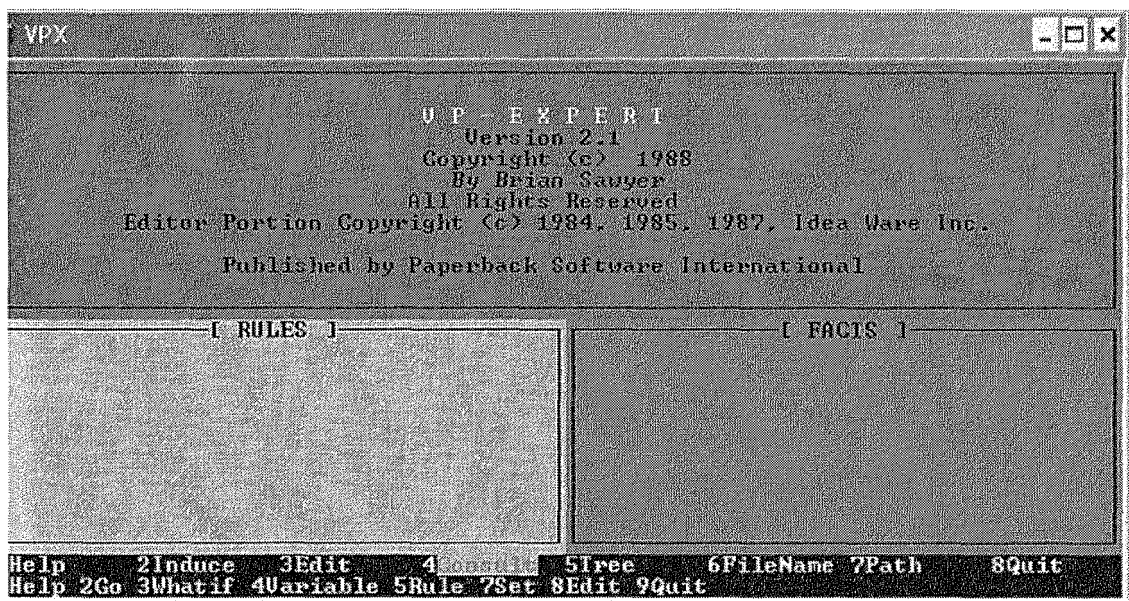 VPX
V P - E X P E R T
Version 2.1
Copyright (c) 1988
By Brian Sawyer
All Rights Reserved
Editor Portion Copyright (c) 1984, 1985, 1987, Idea Ware Inc.
Published by Paperback Software International
[ RULES ]
[ FACTS ]
Help 2Induce 3Edit 4Consult 5Tree 6FileName 7Path 8Quit
Help 2Go 3Whatif 4Variable 5Rule 7Set 8Edit 9Quit